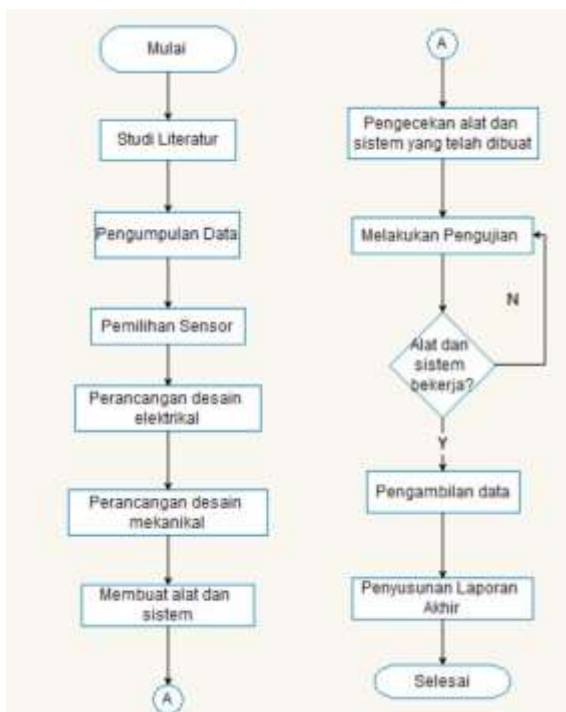 Mulai
Studi Literatur
Pengumpulan Data
Pemilihan Sensor
Perancangan desain
elektrikal
Perancangan desain
mekanikal
Membuat alat dan
sistem
A
A
Pengecekan alat dan
sistem yang telah dibuat
Melakukan Pengujian
N
Alat dan
sistem
bekerja?
Y
Pengambilan data
Penyusunan Laporan
Akhir
Selesai